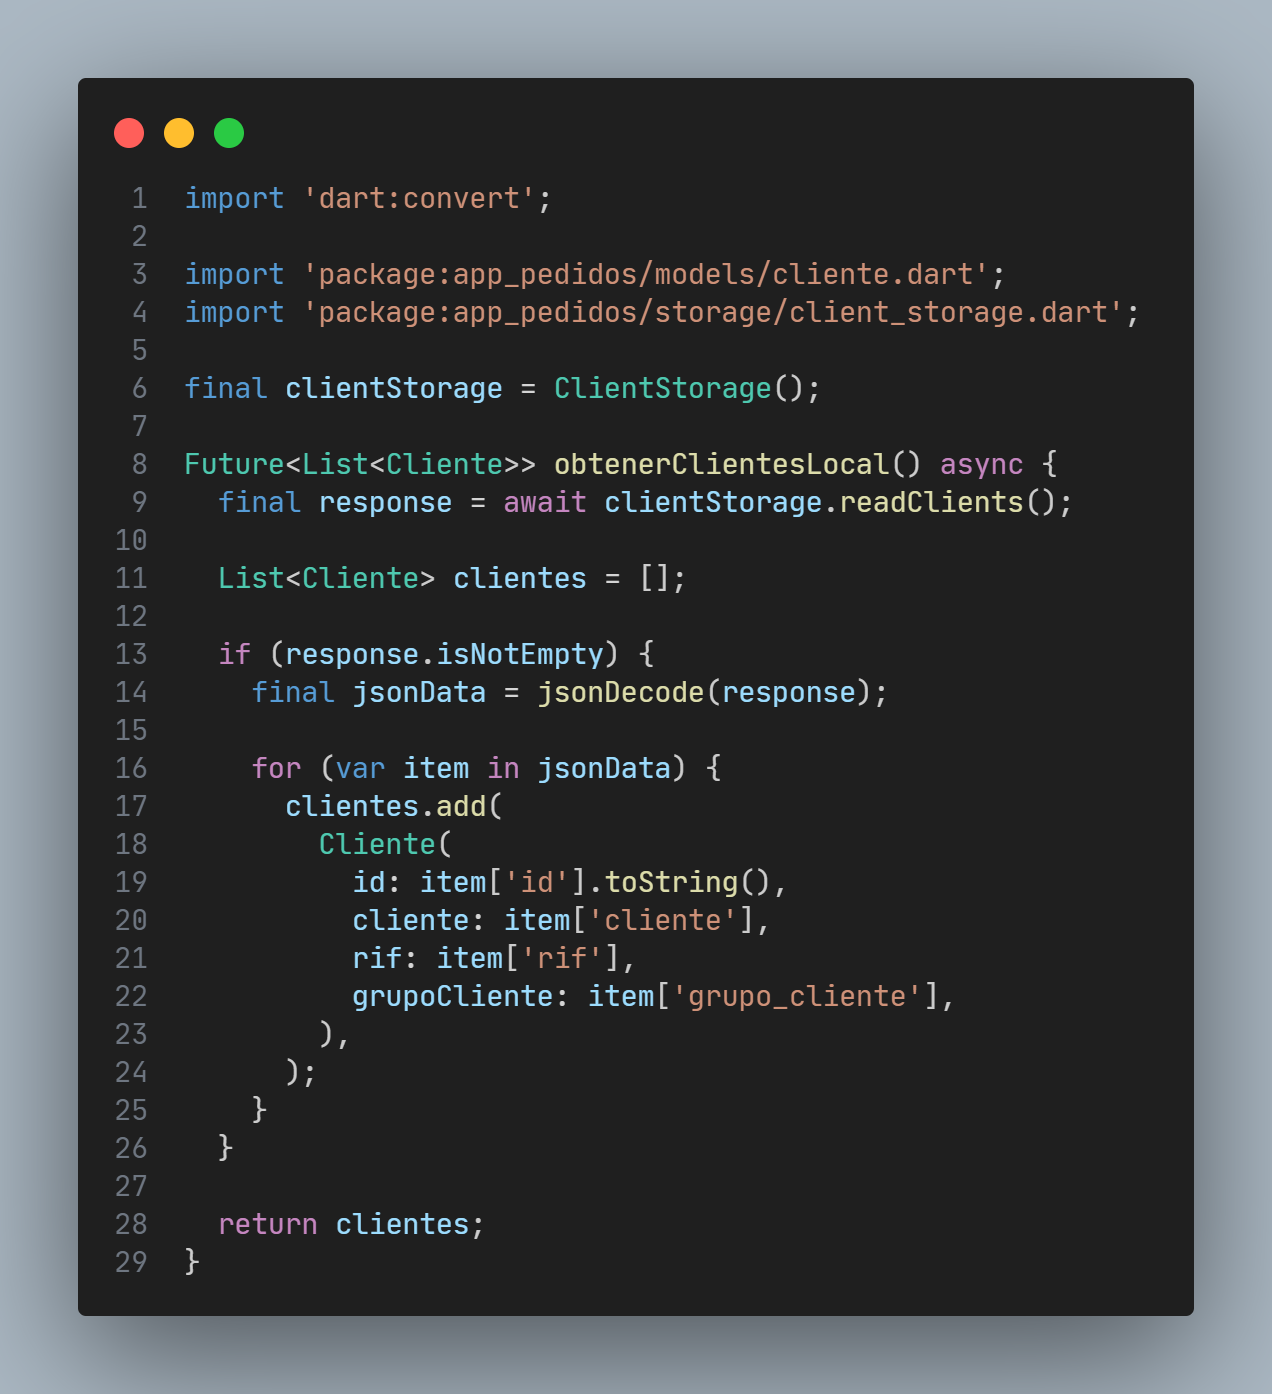 1 import 'dart:convert';
2
3 import 'package:app_pedidos/models/cliente.dart';
4 import 'package:app_pedidos/storage/client_storage.dart';
5
6 final clientStorage = ClientStorage();
7
8 Future<List<Cliente>> obtenerClientesLocal() async {
9   final response = await clientStorage.readClients();
10
11   List<Cliente> clientes = [];
12
13   if (response.isNotEmpty) {
14     final jsonData = jsonDecode(response);
15
16     for (var item in jsonData) {
17       clientes.add(
18         Cliente(
19           id: item['id'].toString(),
20           cliente: item['cliente'],
21           rif: item['rif'],
22           grupoCliente: item['grupo_cliente'],
23         ),
24       );
25     }
26   }
27
28   return clientes;
29 }